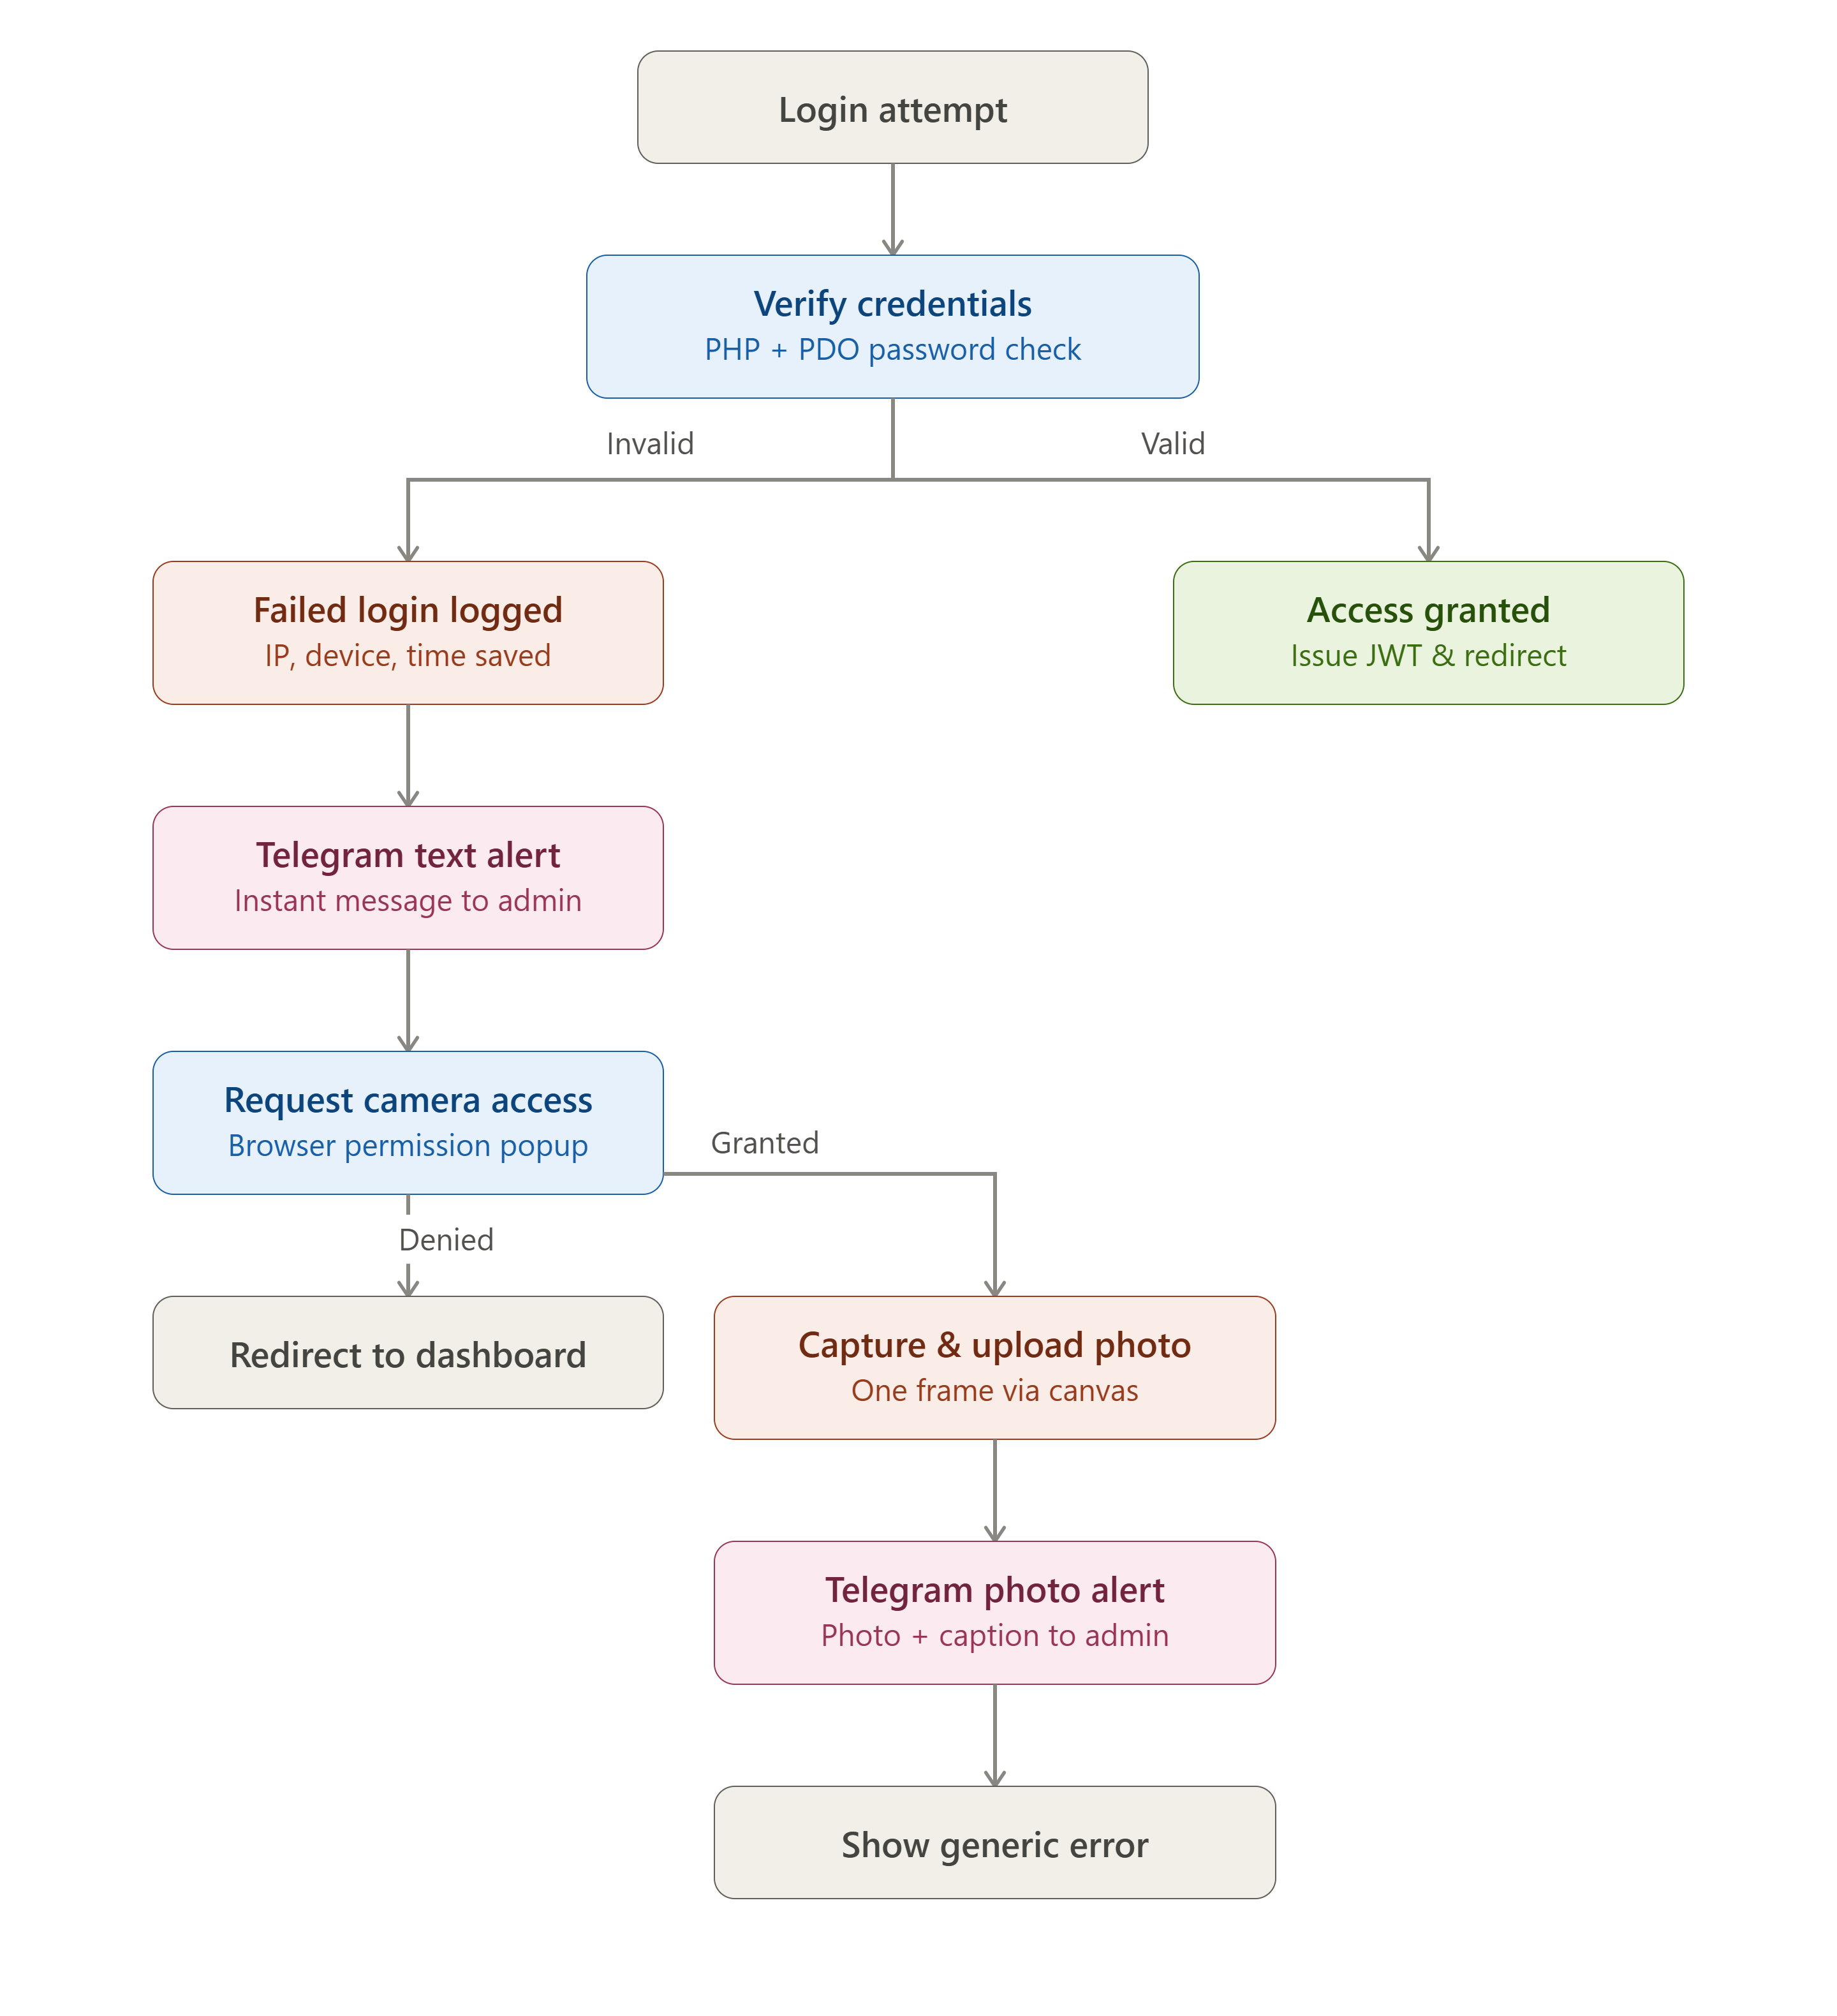 Login attempt
Verify credentials
PHP + PDO password check
Invalid
Valid
Failed login logged
IP, device, time saved
Access granted
Issue JWT & redirect
Telegram text alert
Instant message to admin
Request camera access
Browser permission popup
Granted
Denied
Redirect to dashboard
Capture & upload photo
One frame via canvas
Telegram photo alert
Photo + caption to admin
Show generic error